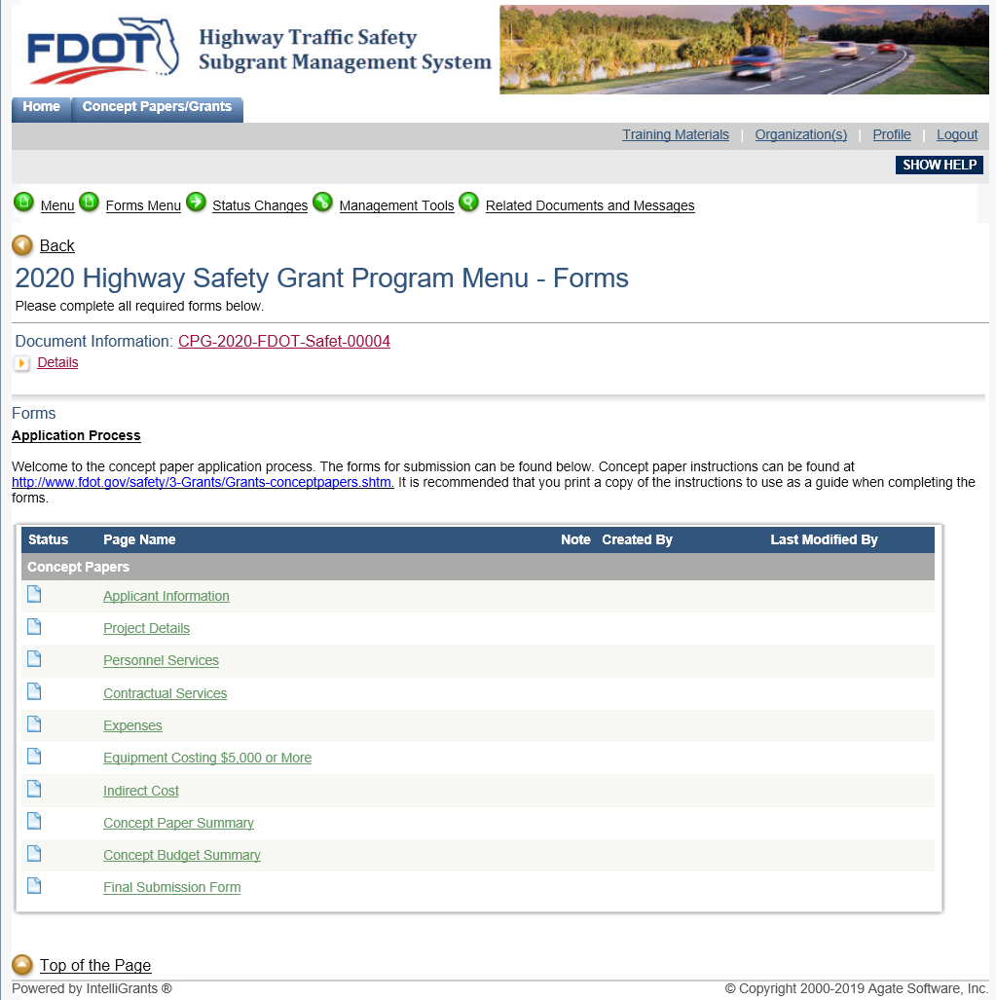 FDOT
Highway Traffic Safety
Subgrant Management System
Home
Concept Papers/Grants
Training Materials | Organization(s) | Profile | Logout
SHOW HELP
Menu Forms Menu Status Changes Management Tools Related Documents and Messages
Back
2020 Highway Safety Grant Program Menu - Forms
Please complete all required forms below.
Document Information: CPG-2020-FDOT-Safet-00004
Details
Forms
Application Process
Welcome to the concept paper application process. The forms for submission can be found below. Concept paper instructions can be found at
http://www.fdot.gov/safety/3-Grants/Grants-conceptpapers.shtm. It is recommended that you print a copy of the instructions to use as a guide when completing the
forms.
Status Page Name Note Created By Last Modified By
Concept Papers
Applicant Information
Project Details
Personnel Services
Contractual Services
Expenses
Equipment Costing $5,000 or More
Indirect Cost
Concept Paper Summary
Concept Budget Summary
Final Submission Form
Top of the Page
Powered by IntelliGrants ® © Copyright 2000-2019 Agate Software, Inc.